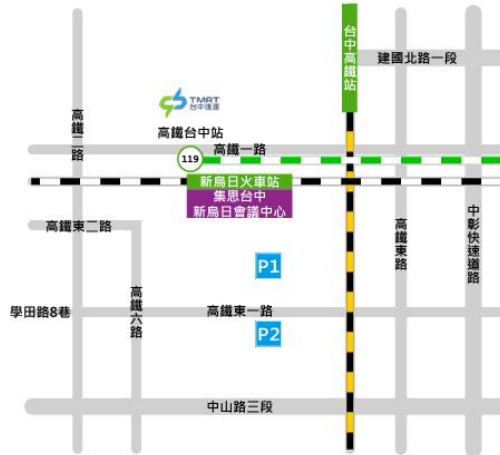 台中高鐵站
建國北路一段
TMRT
台中捷運
高鐵二路
高鐵台中站
高鐵一路
119
新烏日火車站
集思台中
新烏日會議中心
高鐵東二路
高鐵東路
中彰快速道路
P1
高鐵六路
學田路8巷
高鐵東一路
P2
中山路三段